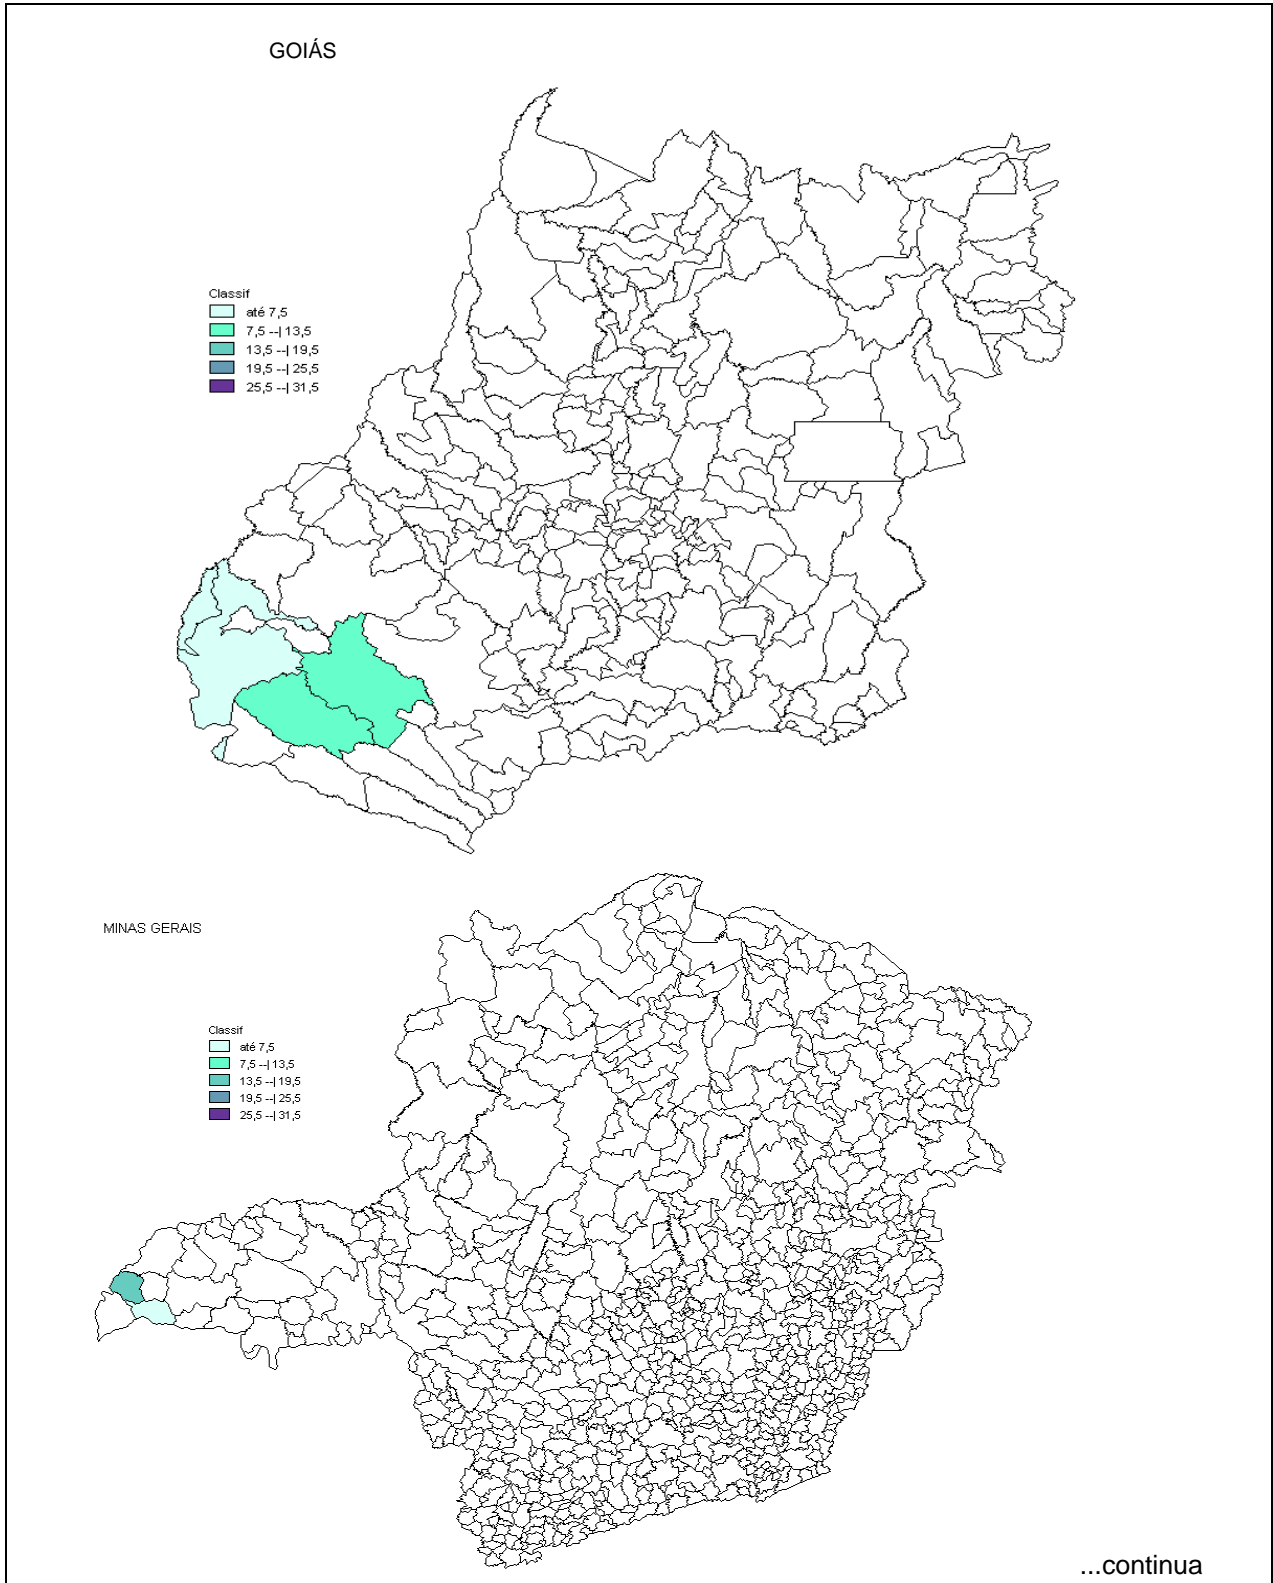 GOIÁS
Classif
até 7,5
7,5 --| 13,5
13,5 --| 19,5
19,5 --| 25,5
25,5 --| 31,5
MINAS GERAIS
Classif
até 7,5
7,5 --| 13,5
13,5 --| 19,5
19,5 --| 25,5
25,5 --| 31,5
...continua